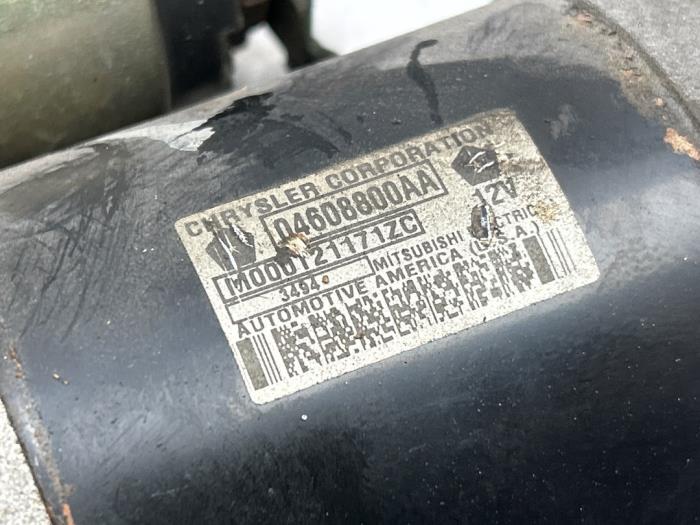 CHRYSLER CORPORATION
04608800AA
12V
M000T21171ZC
3494
MITSUBISHI ELECTRIC
AUTOMOTIVE AMERICA (U.S.A.)